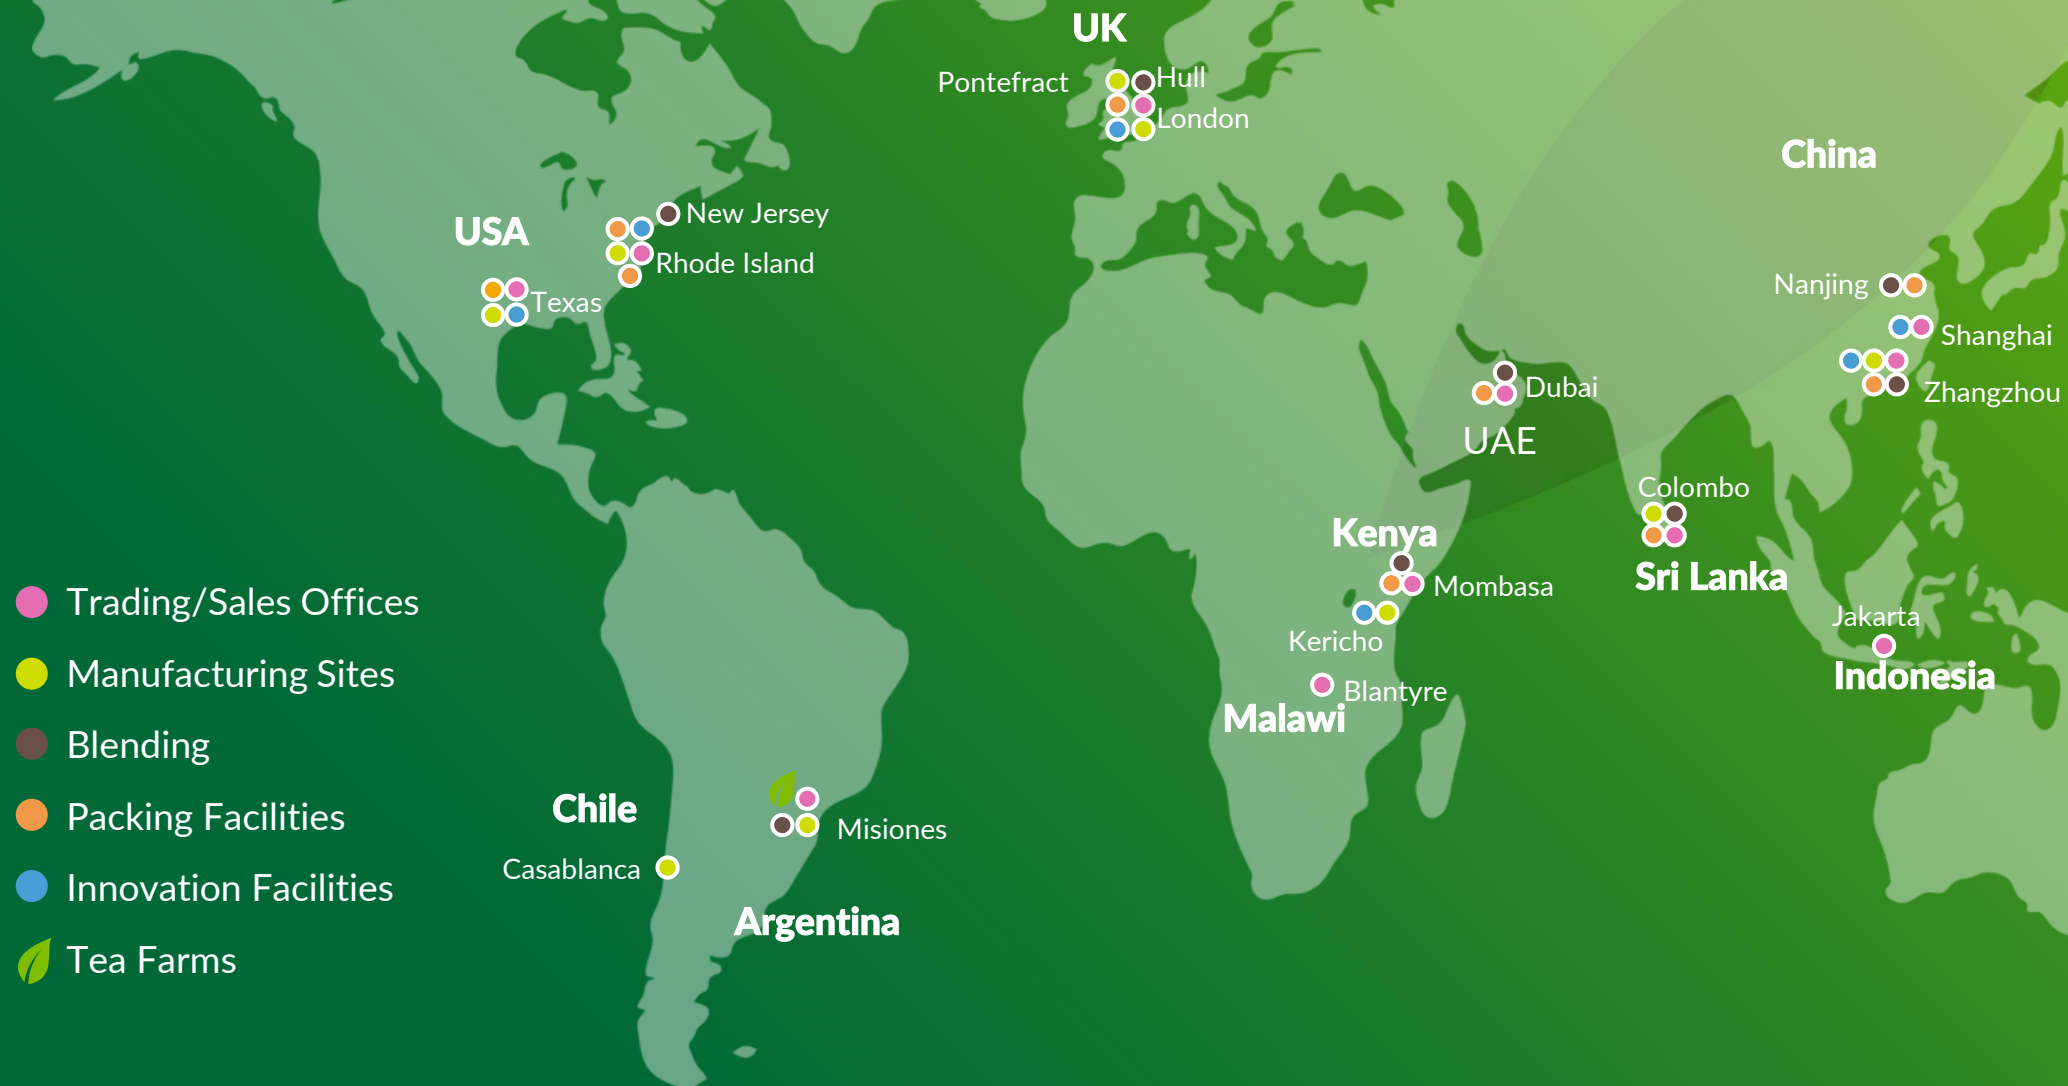 UK
Pontefract
Hull
London
China
USA
New Jersey
Rhode Island
Texas
Nanjing
Shanghai
Zhangzhou
Dubai
UAE
Colombo
Sri Lanka
Kenya
Mombasa
Kericho
Jakarta
Indonesia
Blantyre
Malawi
Chile
Casablanca
Misiones
Argentina
Trading/Sales Offices
Manufacturing Sites
Blending
Packing Facilities
Innovation Facilities
Tea Farms